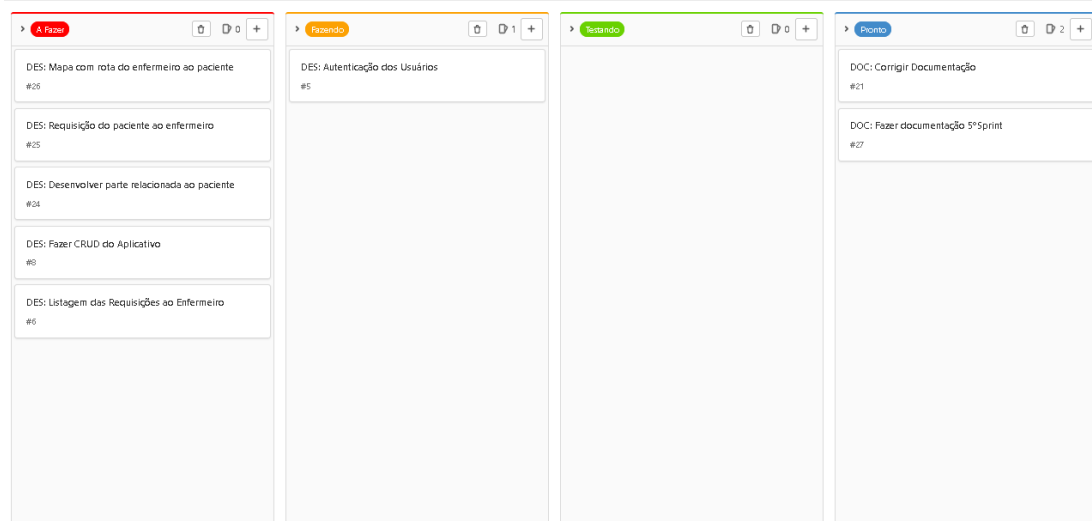 A Fazer
0
DES: Mapa com rota do enfermeiro ao paciente
#26
DES: Requisição do paciente ao enfermeiro
#25
DES: Desenvolver parte relacionada ao paciente
#24
DES: Fazer CRUD do Aplicativo
#8
DES: Listagem das Requisições ao Enfermeiro
#6
Fazendo
1
DES: Autenticação dos Usuários
#5
Testando
0
Pronto
2
DOC: Corrigir Documentação
#21
DOC: Fazer documentação 5ºSprint
#27